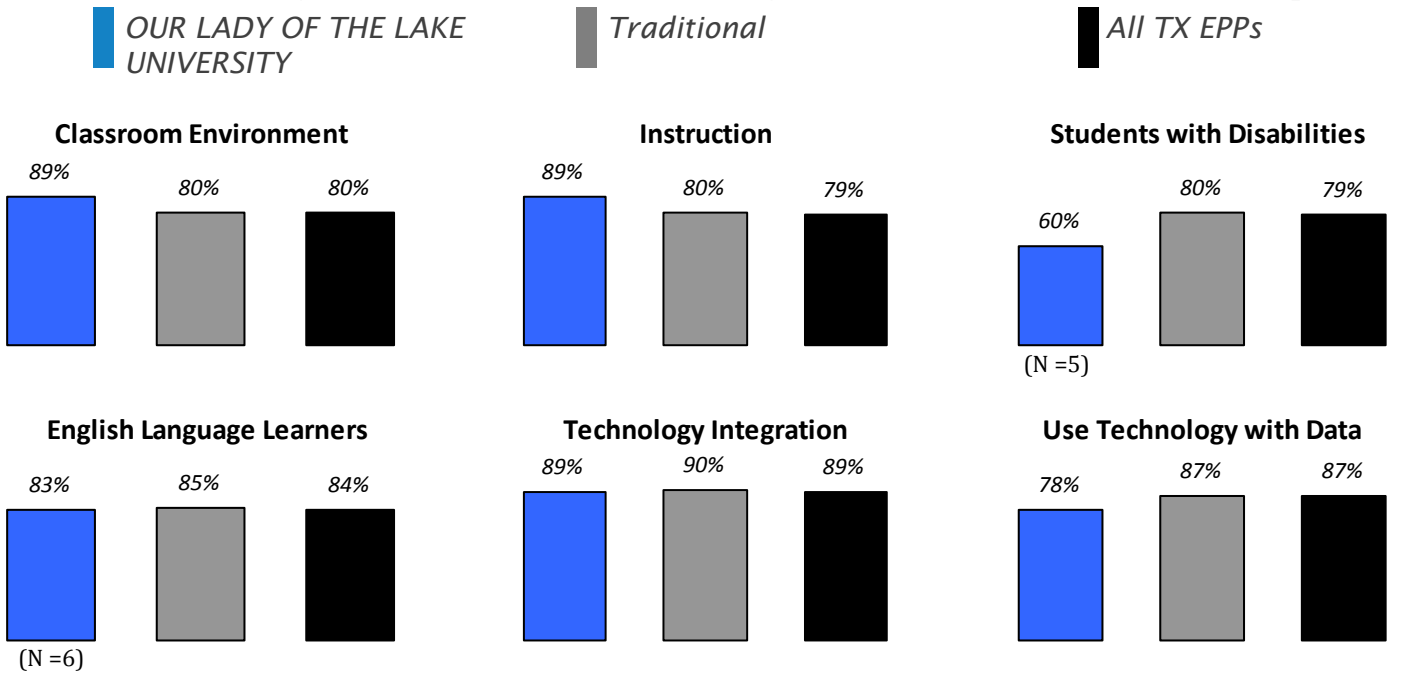 OUR LADY OF THE LAKE
UNIVERSITY
Traditional
All TX EPPs
Classroom Environment
89%
80%
80%
Instruction
89%
80%
79%
Students with Disabilities
60%
80%
79%
(N =5)
English Language Learners
83%
85%
84%
(N =6)
Technology Integration
89%
90%
89%
Use Technology with Data
78%
87%
87%